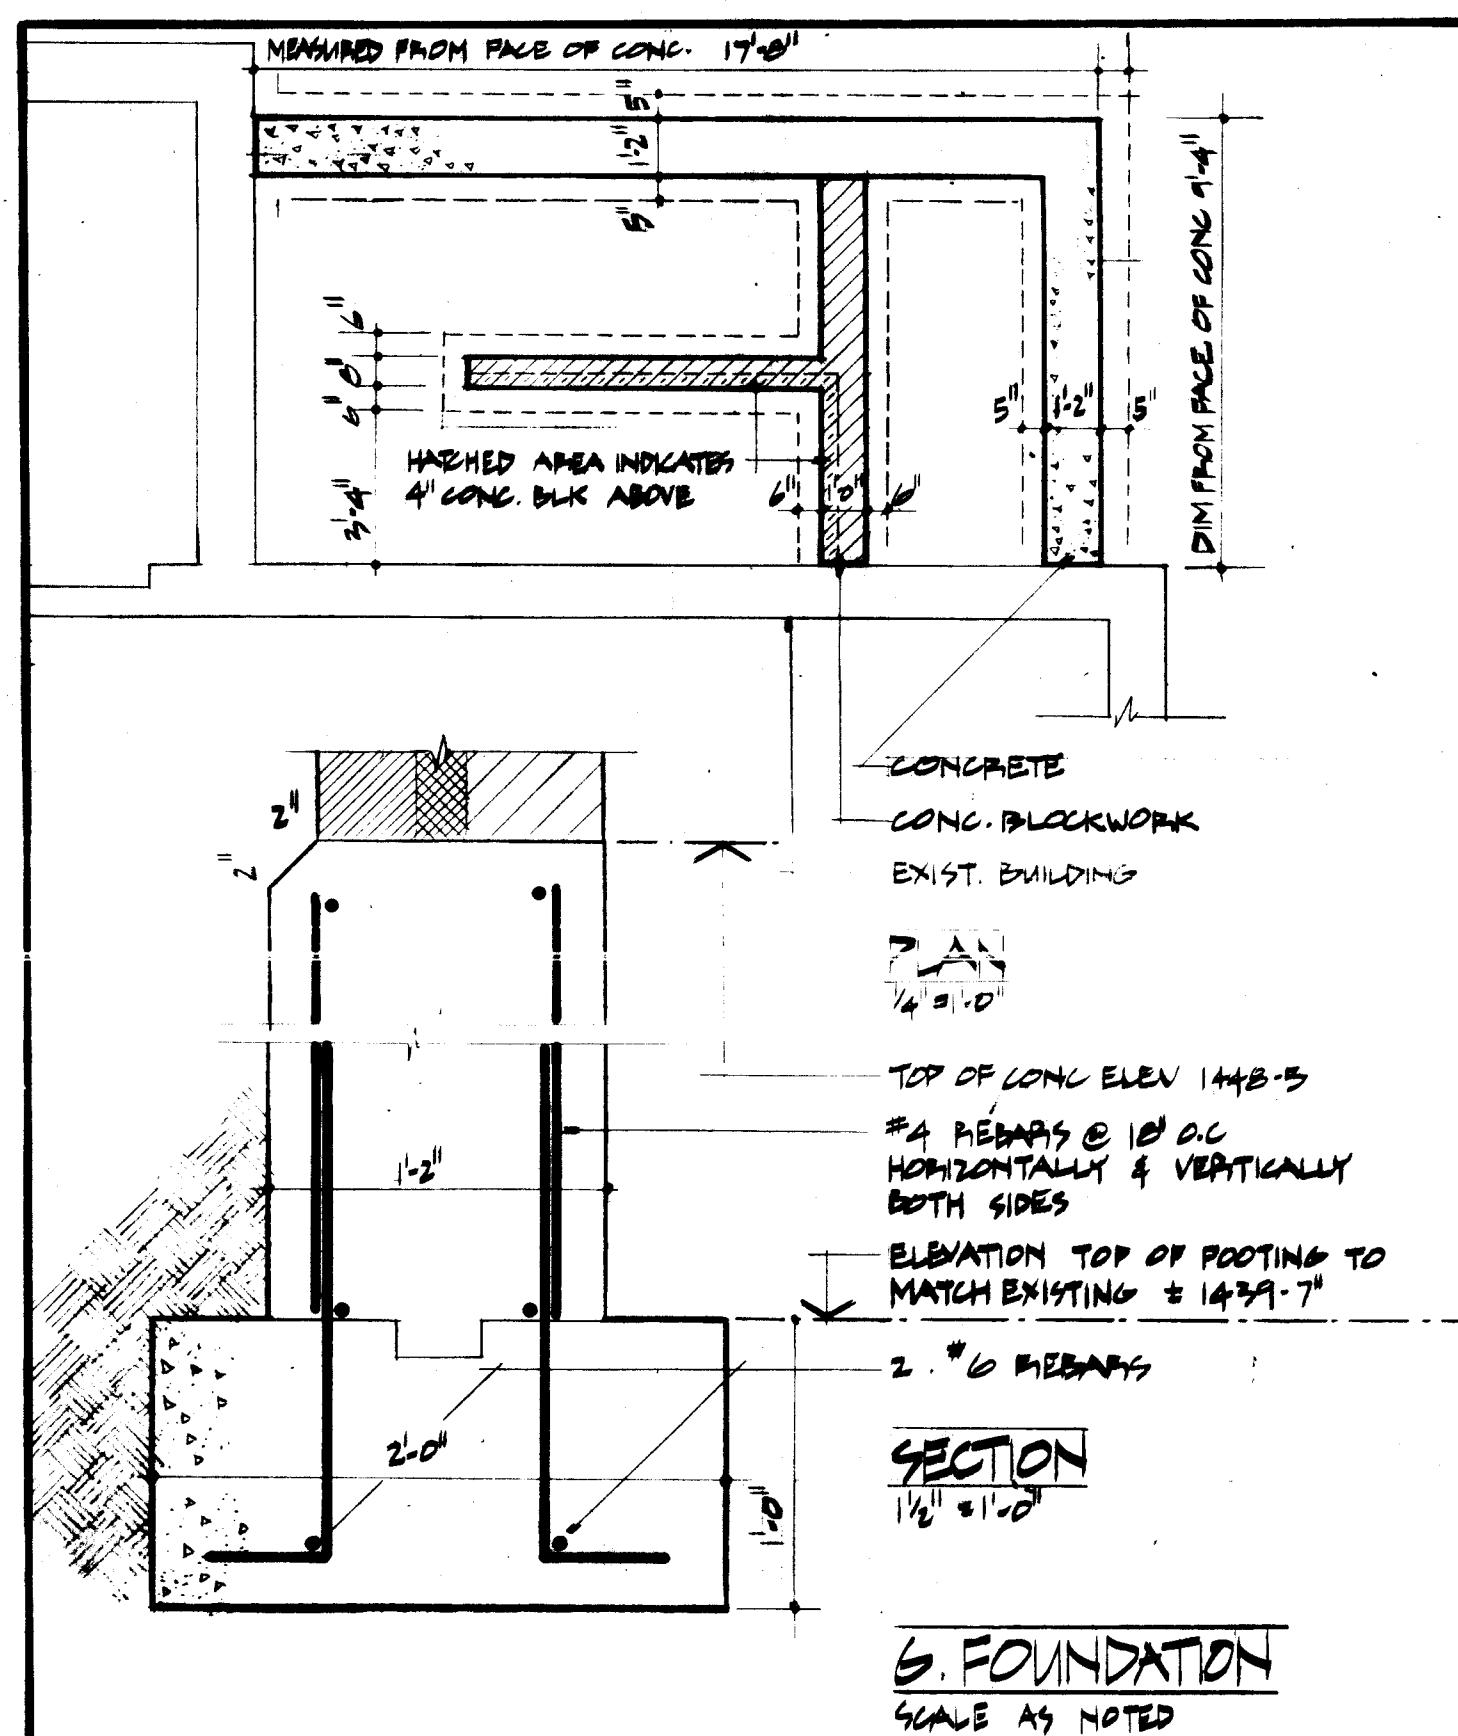 MEASURED FROM FACE OF CONC. 17'-8"
5"
1'-2"
5"
DIM FROM FACE OF CONC 9'-4"
6"
8"
6"
3'-4"
5"
1'-2"
5"
HATCHED AREA INDICATES
4" CONC. BLK ABOVE
6"
1'0"
6"
CONCRETE
CONC. BLOCKWORK
EXIST. BUILDING
PLAN
1/4" = 1'-0"
2"
2"
TOP OF CONC ELEV 1448-5
#4 REBARS @ 18" O.C
HORIZONTALLY & VERTICALLY
BOTH SIDES
1'-2"
ELEVATION TOP OF FOOTING TO
MATCH EXISTING ± 1439-7"
2. #6 REBARS
2'-0"
1'-0"
SECTION
1 1/2" = 1'-0"
6. FOUNDATION
SCALE AS NOTED